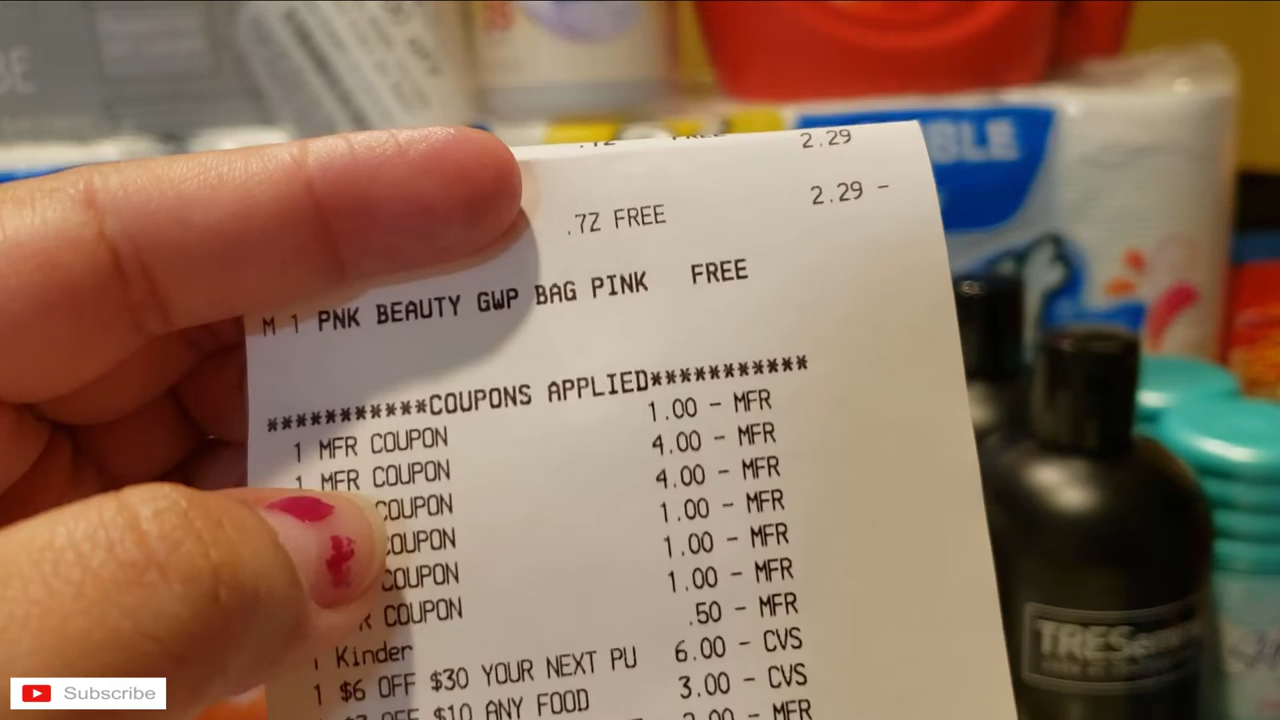 2.29
.7Z FREE 2.29 -
M 1 PNK BEAUTY GWP BAG PINK FREE
***********COUPONS APPLIED***********
1 MFR COUPON 1.00 - MFR
1 MFR COUPON 4.00 - MFR
COUPON 4.00 - MFR
COUPON 1.00 - MFR
COUPON 1.00 - MFR
COUPON 1.00 - MFR
1 Kinder .50 - MFR
1 $6 OFF $30 YOUR NEXT PU 6.00 - CVS
OFF $10 ANY FOOD 3.00 - CVS
- MFR
Subscribe